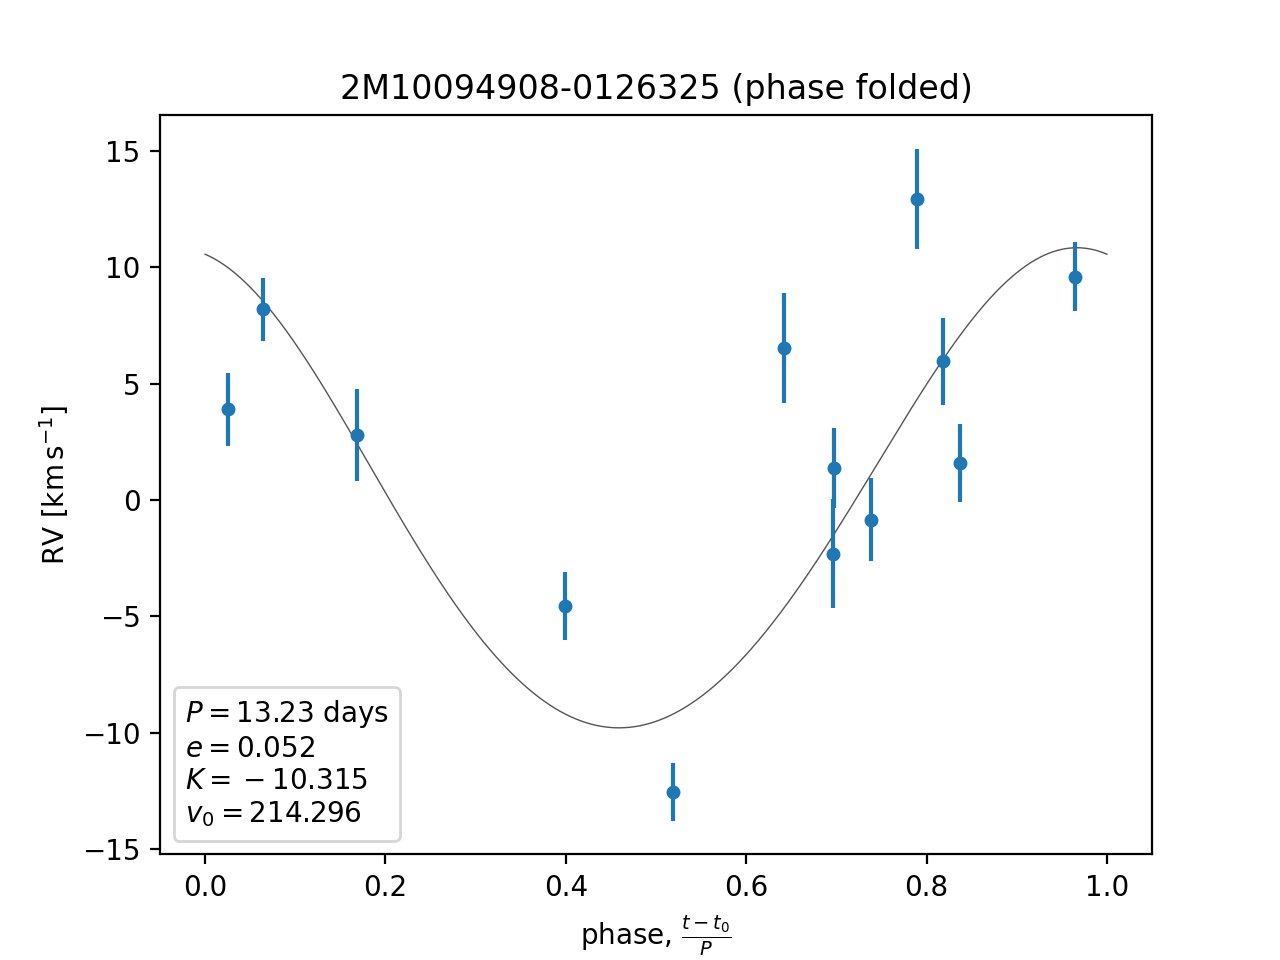 2M10094908-0126325 (phase folded)
15
10
5
0
−5
−10
−15
RV [km s⁻¹]
P = 13.23 days
e = 0.052
K = − 10.315
v₀ = 214.296
0.0 0.2 0.4 0.6 0.8 1.0
phase, (t − t₀)/P